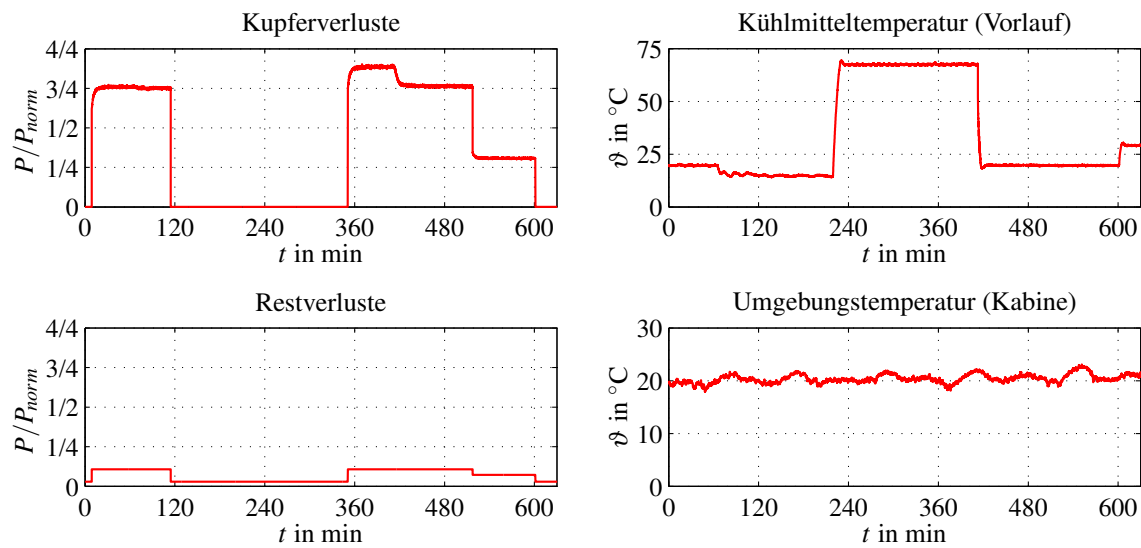 Kupferverluste
P/P_norm
4/4
3/4
1/2
1/4
0
0 120 240 360 480 600
t in min
Kühlmitteltemperatur (Vorlauf)
ϑ in °C
75
50
25
0
0 120 240 360 480 600
t in min
Restverluste
P/P_norm
4/4
3/4
1/2
1/4
0
0 120 240 360 480 600
t in min
Umgebungstemperatur (Kabine)
ϑ in °C
30
20
10
0
0 120 240 360 480 600
t in min